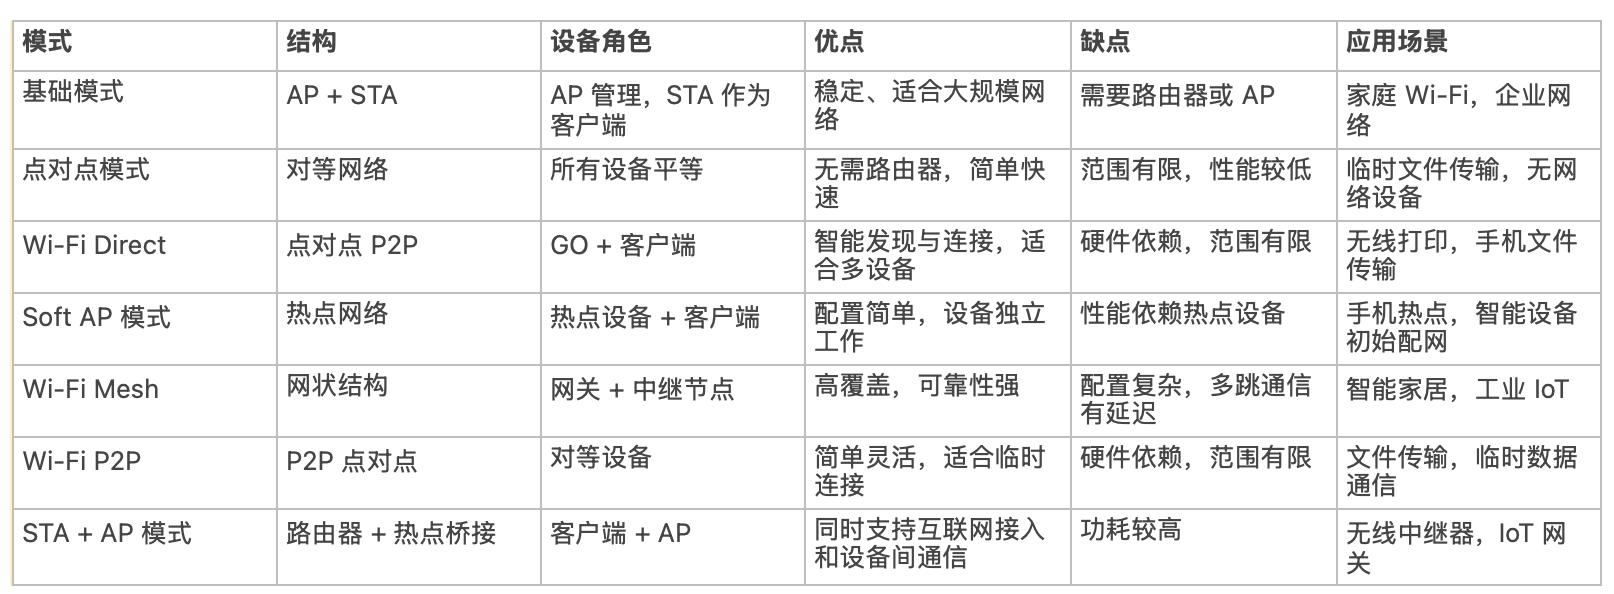 模式 结构 设备角色 优点 缺点 应用场景
基础模式 AP + STA AP 管理，STA 作为 稳定、适合大规模网 需要路由器或 AP 家庭 Wi-Fi，企业网
客户端 络 络
点对点模式 对等网络 所有设备平等 无需路由器，简单快 范围有限，性能较低 临时文件传输，无网
速 络设备
Wi-Fi Direct 点对点 P2P GO + 客户端 智能发现与连接，适 硬件依赖，范围有限 无线打印，手机文件
合多设备 传输
Soft AP 模式 热点网络 热点设备 + 客户端 配置简单，设备独立 性能依赖热点设备 手机热点，智能设备
工作 初始配网
Wi-Fi Mesh 网状结构 网关 + 中继节点 高覆盖，可靠性强 配置复杂，多跳通信 智能家居，工业 IoT
有延迟
Wi-Fi P2P P2P 点对点 对等设备 简单灵活，适合临时 硬件依赖，范围有限 文件传输，临时数据
连接 通信
STA + AP 模式 路由器 + 热点桥接 客户端 + AP 同时支持互联网接入 功耗较高 无线中继器，IoT 网
和设备间通信 关